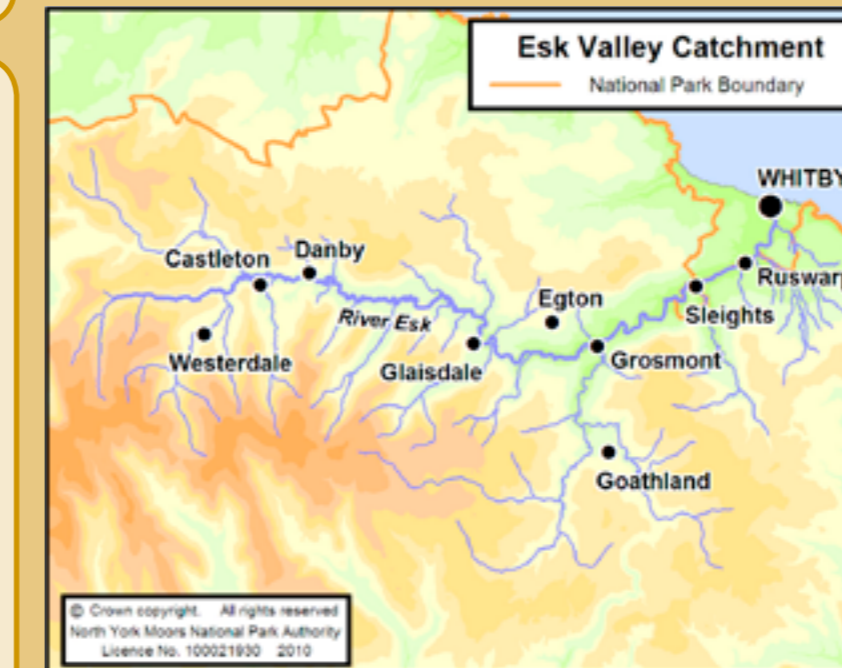 Esk Valley Catchment
National Park Boundary
WHITBY
Castleton
Danby
Ruswarp
Egton
Sleights
River Esk
Westerdale
Glaisdale
Grosmont
Goathland
© Crown copyright. All rights reserved
North York Moors National Park Authority
Licence No. 100021930 2010